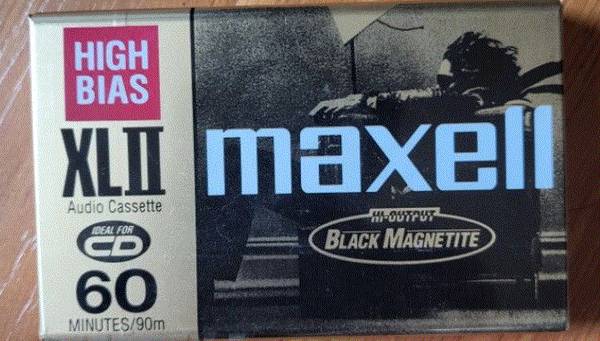 HIGH
BIAS
XLII
Audio Cassette
IDEAL FOR
CD
60
MINUTES/90m
maxell
HI-OUTPUT
BLACK MAGNETITE